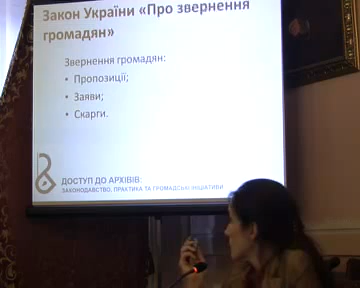 Закон України «Про звернення
громадян»
Звернення громадян:
• Пропозиції;
• Заяви;
• Скарги.
ДОСТУП ДО АРХІВІВ:
ЗАКОНОДАВСТВО, ПРАКТИКА ТА ГРОМАДСЬКІ ІНІЦІАТИВИ